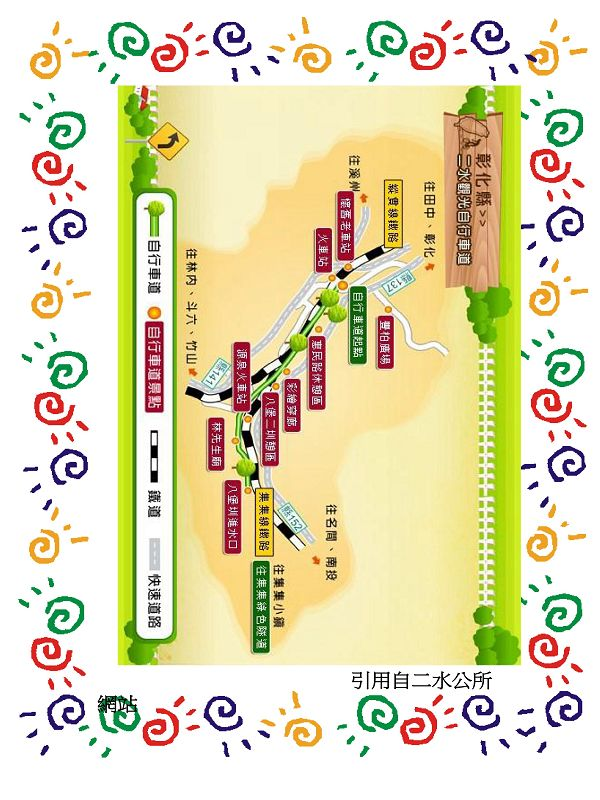 彰化縣>>
二水觀光自行車道
往溪州
往田中、彰化
縱貫線鐵路
懷舊老車站
火車站
137
自行車道起點
豐柏廣場
惠民路休憩區
彩繪穿廊
源泉火車站
八堡二圳憩區
往林內、斗六、竹山
141
林先生廟
八堡圳進水口
集集線鐵路
152
往名間、南投
往集集小鎮
往集集綠色隧道
自行車道
自行車道景點
鐵道
快速道路
引用自二水公所
網站